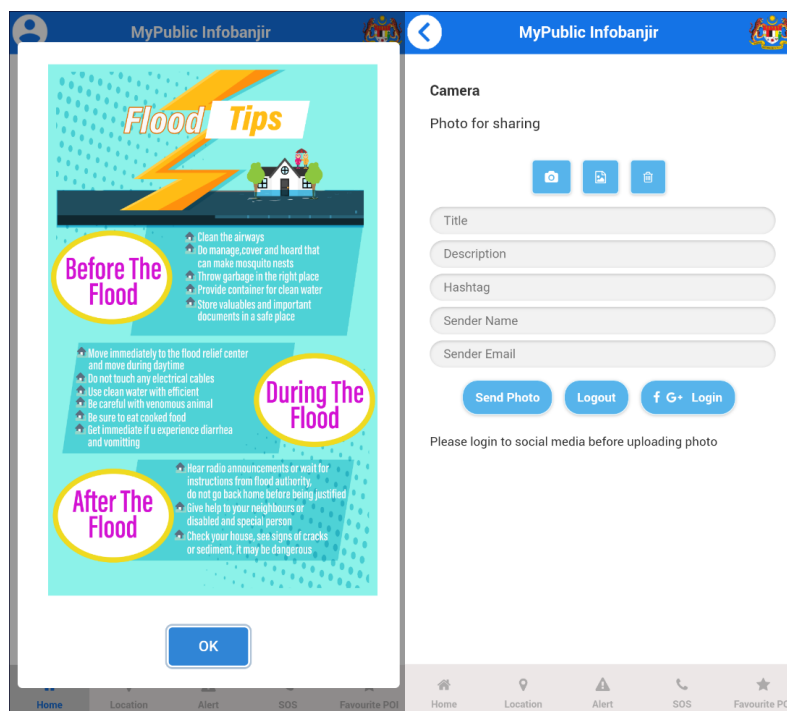 MyPublic Infobanjir
Flood Tips
Before The
Flood
Clean the airways
Do manage,cover and hoard that
can make mosquito nests
Throw garbage in the right place
Provide container for clean water
Store valuables and important
documents in a safe place
Move immediately to the flood relief center
and move during daytime
Do not touch any electrical cables
Use clean water with efficient
Be careful with venomous animal
Be sure to eat cooked food
Get immediate if u experience diarrhea
and vomitting
During The
Flood
After The
Flood
Hear radio announcements or wait for
instructions from flood authority,
do not go back home before being justified
Give help to your neighbours or
disabled and special person
Check your house, see signs of cracks
or sediment, it may be dangerous
OK
Home Location Alert SOS Favourite POI
MyPublic Infobanjir
Camera
Photo for sharing
Title
Description
Hashtag
Sender Name
Sender Email
Send Photo Logout f G+ Login
Please login to social media before uploading photo
Home Location Alert SOS Favourite PO